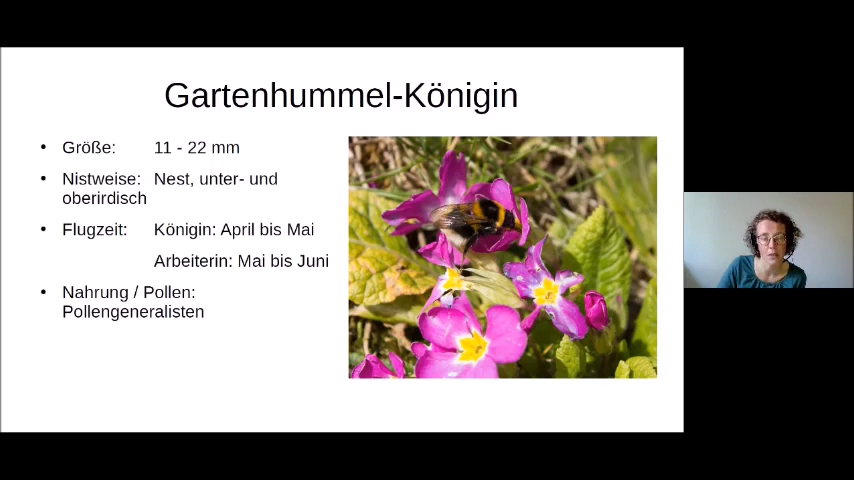 Gartenhummel-Königin
• Größe: 11 - 22 mm
• Nistweise: Nest, unter- und
oberirdisch
• Flugzeit: Königin: April bis Mai
Arbeiterin: Mai bis Juni
• Nahrung / Pollen:
Pollengeneralisten